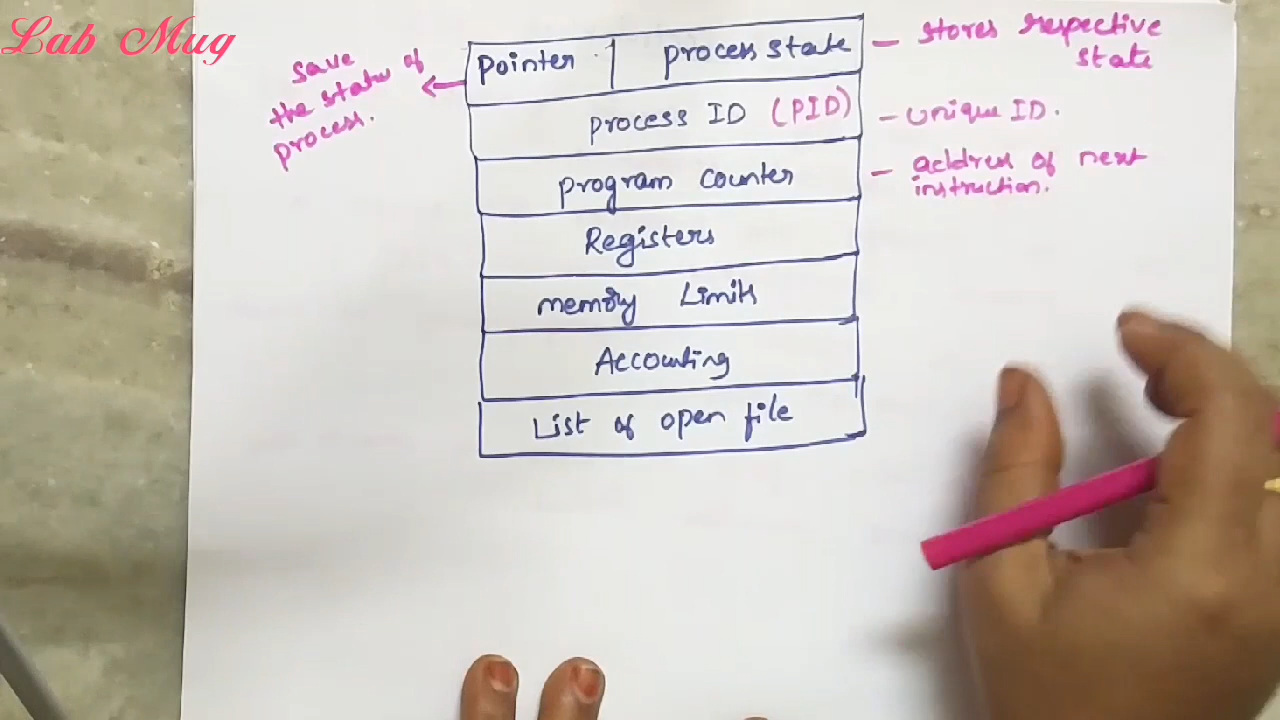 Lab Mug
save
the status of
process.
Pointer
process state
- stores respective
state
process ID (PID)
- unique ID.
program counter
- address of next
instruction.
Registers
memory Limits
Accounting
List of open file